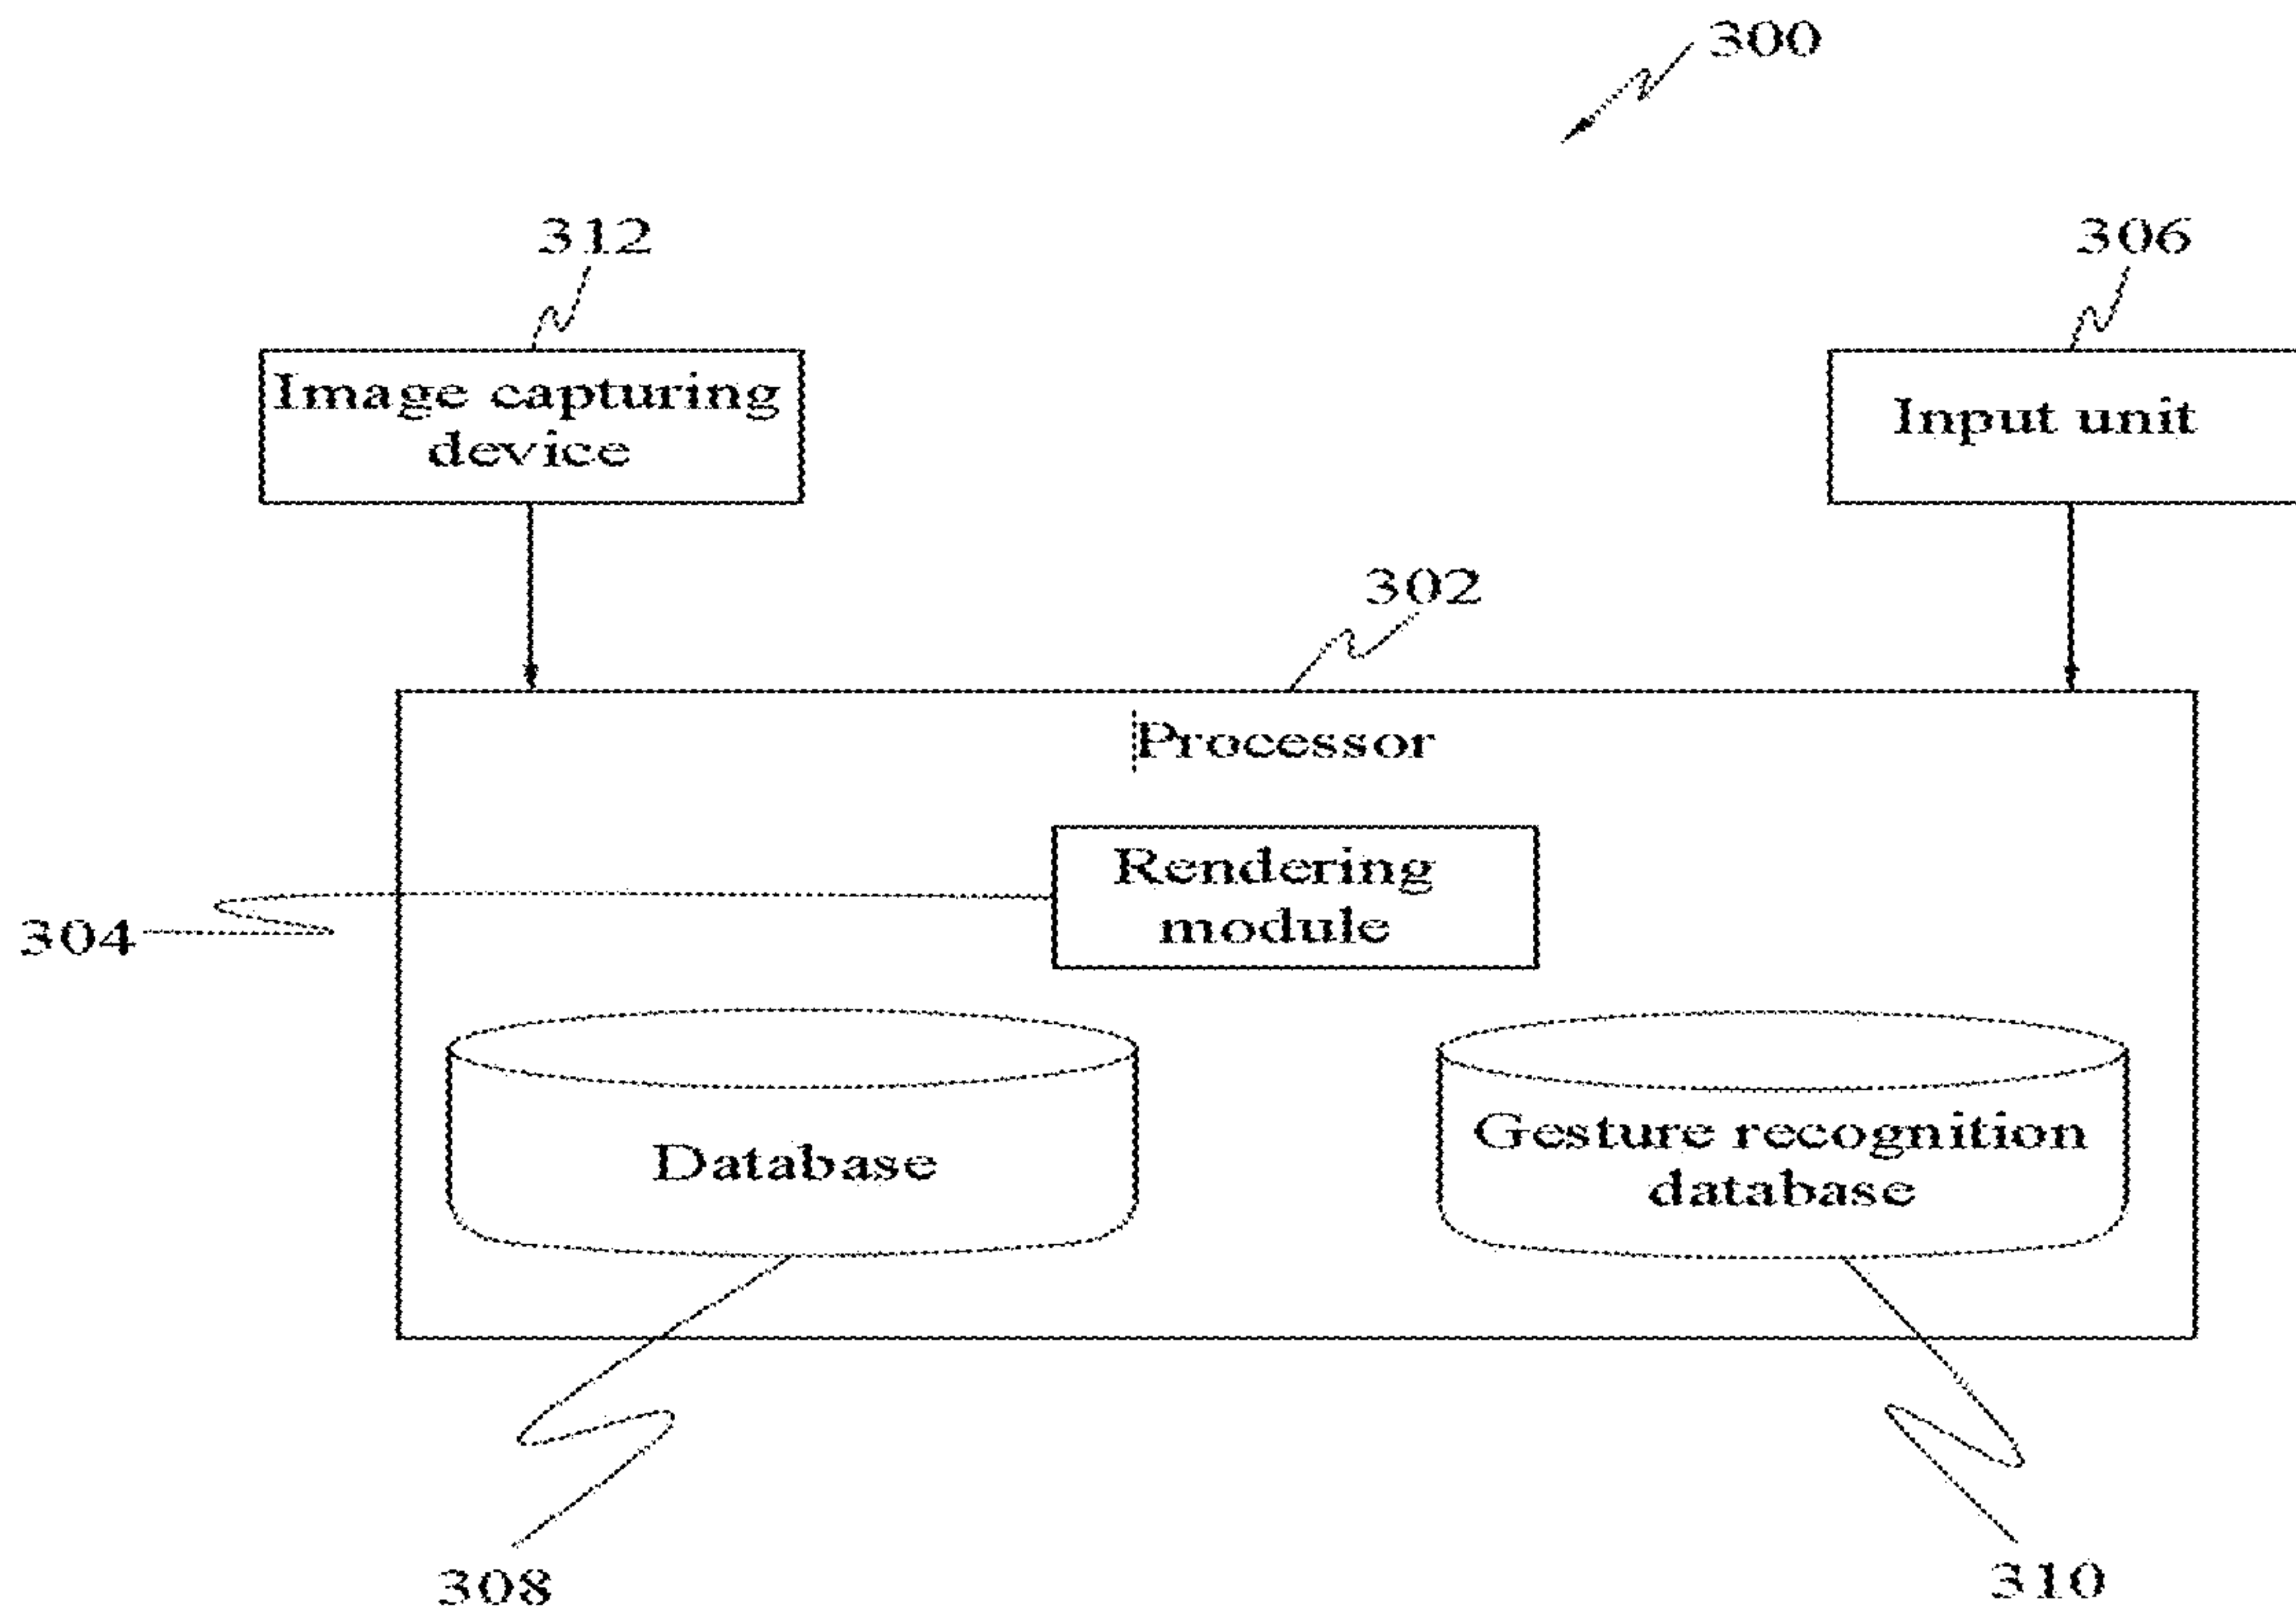 300
312
306
Image capturing
device
Input unit
302
Processor
Rendering
module
304
Database
Gesture recognition
database
308
310